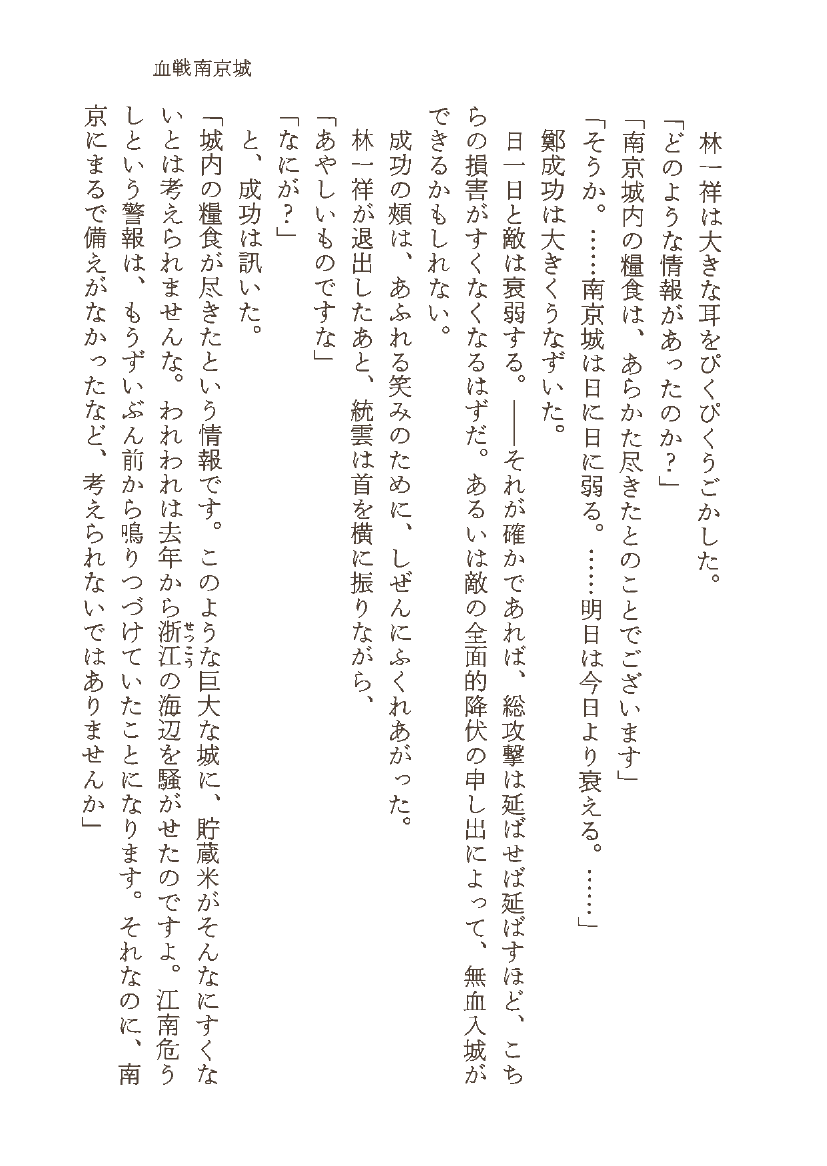 血戦南京城
林一祥は大きな耳をぴくぴくうごかした。
「どのような情報があったのか？」
「南京城内の糧食は、あらかた尽きたとのことでございます」
「そうか。……南京城は日に日に弱る。……明日は今日より衰える。……」
鄭成功は大きくうなずいた。
日一日と敵は衰弱する。――それが確かであれば、総攻撃は延ばせば延ばすほど、こち
らの損害がすくなくなるはずだ。あるいは敵の全面的降伏の申し出によって、無血入城が
できるかもしれない。
成功の頰は、あふれる笑みのために、しぜんにふくれあがった。
林一祥が退出したあと、統雲は首を横に振りながら、
「あやしいものですな」
「なにが？」
と、成功は訊いた。
「城内の糧食が尽きたという情報です。このような巨大な城に、貯蔵米がそんなにすくな
いとは考えられませんな。われわれは去年から浙江せっこうの海辺を騒がせたのですよ。江南危う
しという警報は、もうずいぶん前から鳴りつづけていたことになります。それなのに、南
京にまるで備えがなかったなど、考えられないではありませんか」